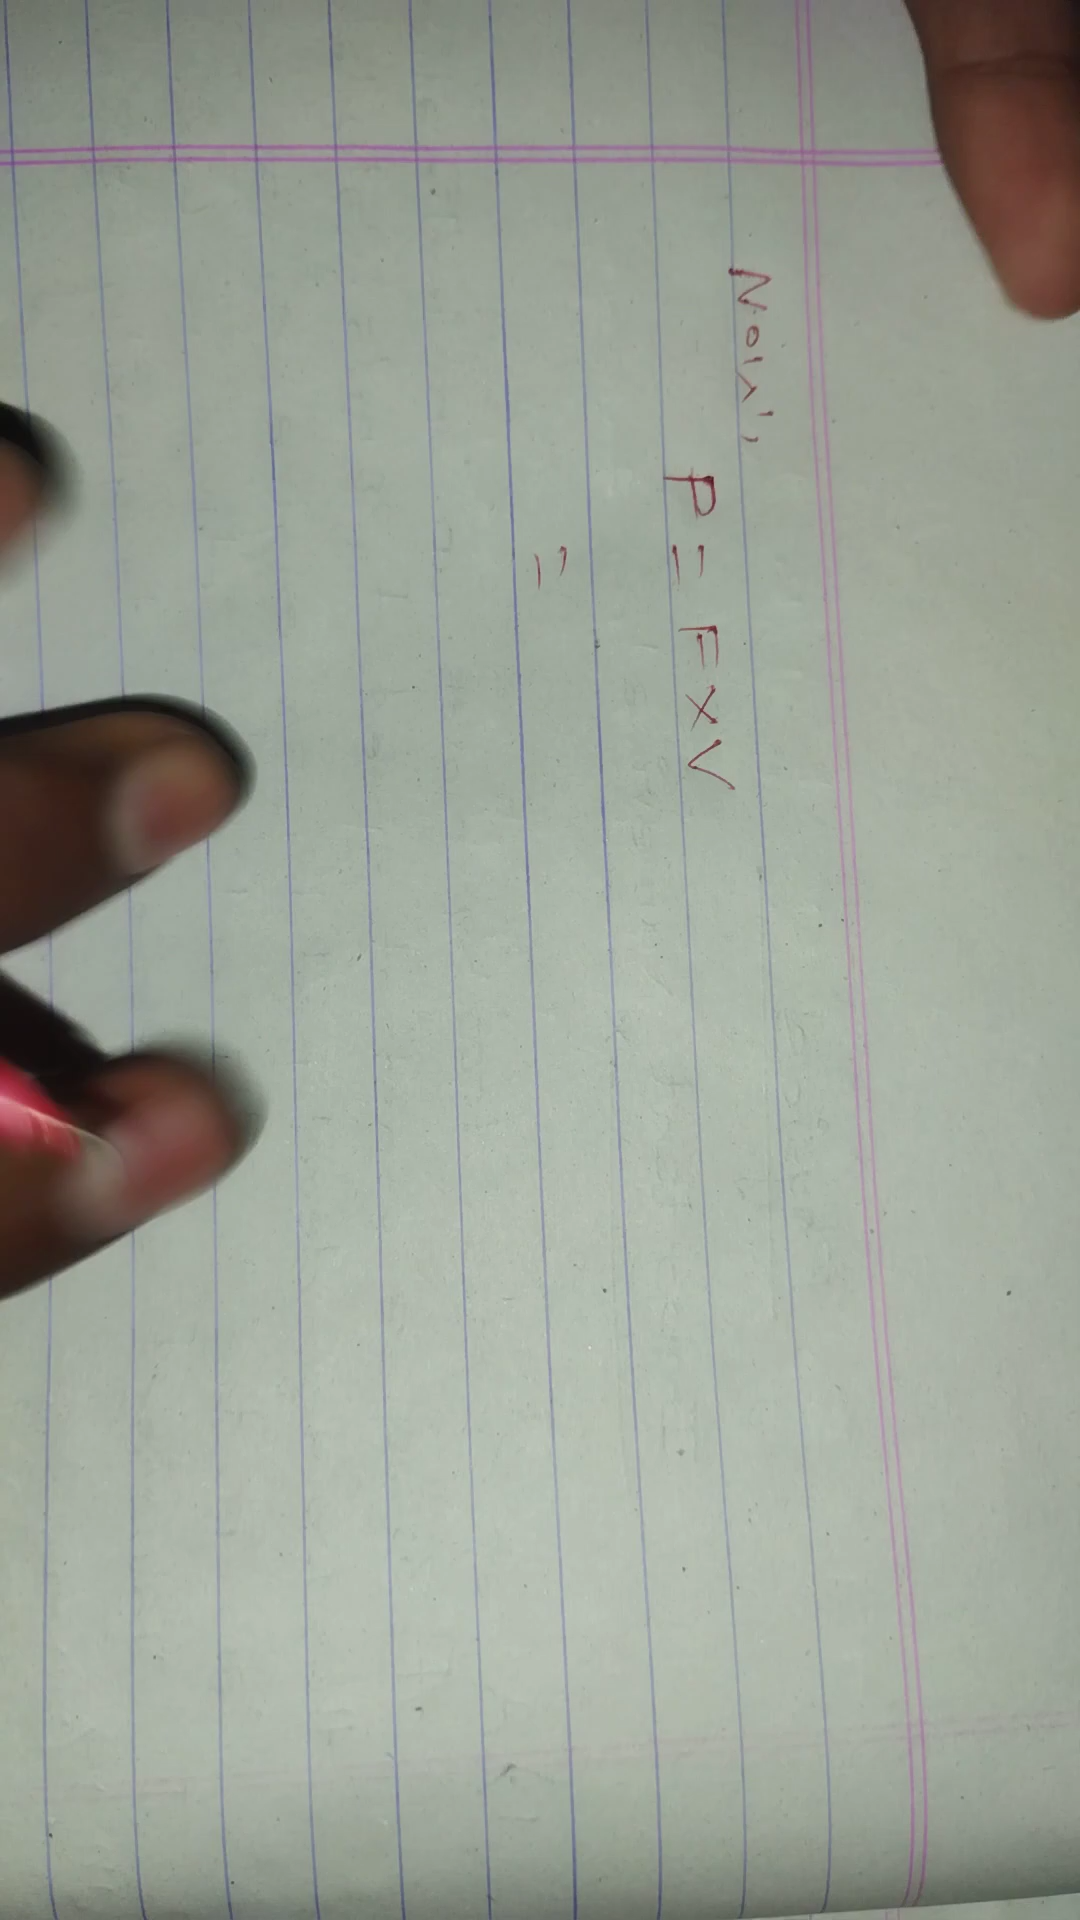 Now,
P = F x V
=